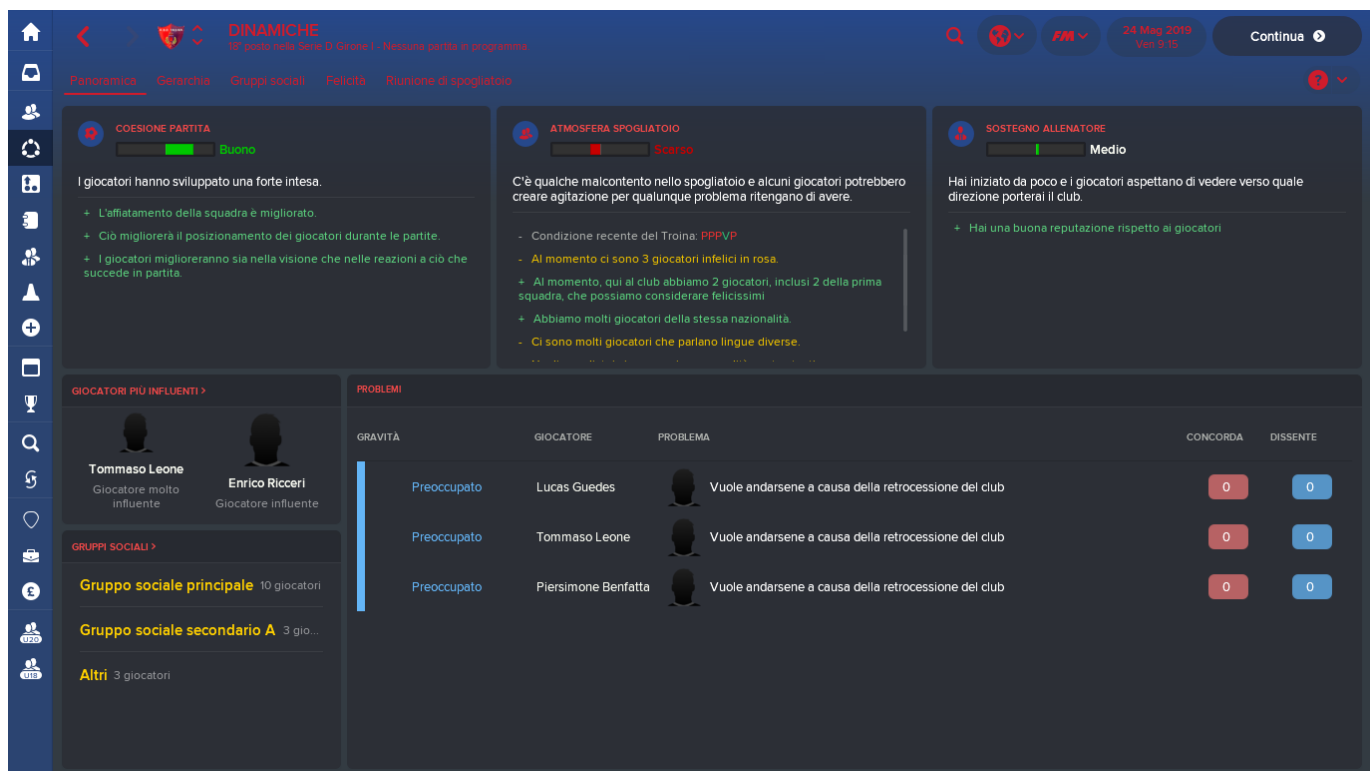 DINAMICHE
18° posto nella Serie D Girone I - Nessuna partita in programma
FM
24 Mag 2019
Ven 9:15
Continua
Panoramica Gerarchia Gruppi sociali Felicità Riunione di spogliatoio
?
COESIONE PARTITA
Buono
I giocatori hanno sviluppato una forte intesa.
+ L'affiatamento della squadra è migliorato.
+ Ciò migliorerà il posizionamento dei giocatori durante le partite.
+ I giocatori miglioreranno sia nella visione che
nelle reazioni a ciò che
succede in partita.
ATMOSFERA SPOGLIATOIO
Scarso
C'è qualche malcontento nello spogliatoio e alcuni giocatori potrebbero
creare agitazione per qualunque problema ritengano di avere.
- Condizione recente del Troina: PPPVP
- Al momento ci sono 3 giocatori infelici in rosa.
+ Al momento, qui al club abbiamo 2 giocatori, inclusi 2 della prima
squadra, che possiamo considerare felicissimi
+ Abbiamo molti giocatori della stessa nazionalità.
- Ci sono molti giocatori che parlano lingue diverse.
SOSTEGNO ALLENATORE
Medio
Hai iniziato da poco e i giocatori aspettano di vedere verso quale
direzione porterai il club.
+ Hai una buona reputazione rispetto ai giocatori
GIOCATORI PIÙ INFLUENTI >
Tommaso Leone
Giocatore molto
influente
Enrico Ricceri
Giocatore influente
GRUPPI SOCIALI >
Gruppo sociale principale 10 giocatori
Gruppo sociale secondario A 3 gio...
Altri 3 giocatori
PROBLEMI
GRAVITÀ GIOCATORE PROBLEMA CONCORDA DISSENTE
Preoccupato Lucas Guedes Vuole andarsene a causa della retrocessione del club 0 0
Preoccupato Tommaso Leone Vuole andarsene a causa della retrocessione del club 0 0
Preoccupato Piersimone Benfatta Vuole andarsene a causa della retrocessione del club 0 0
£
U20
U18